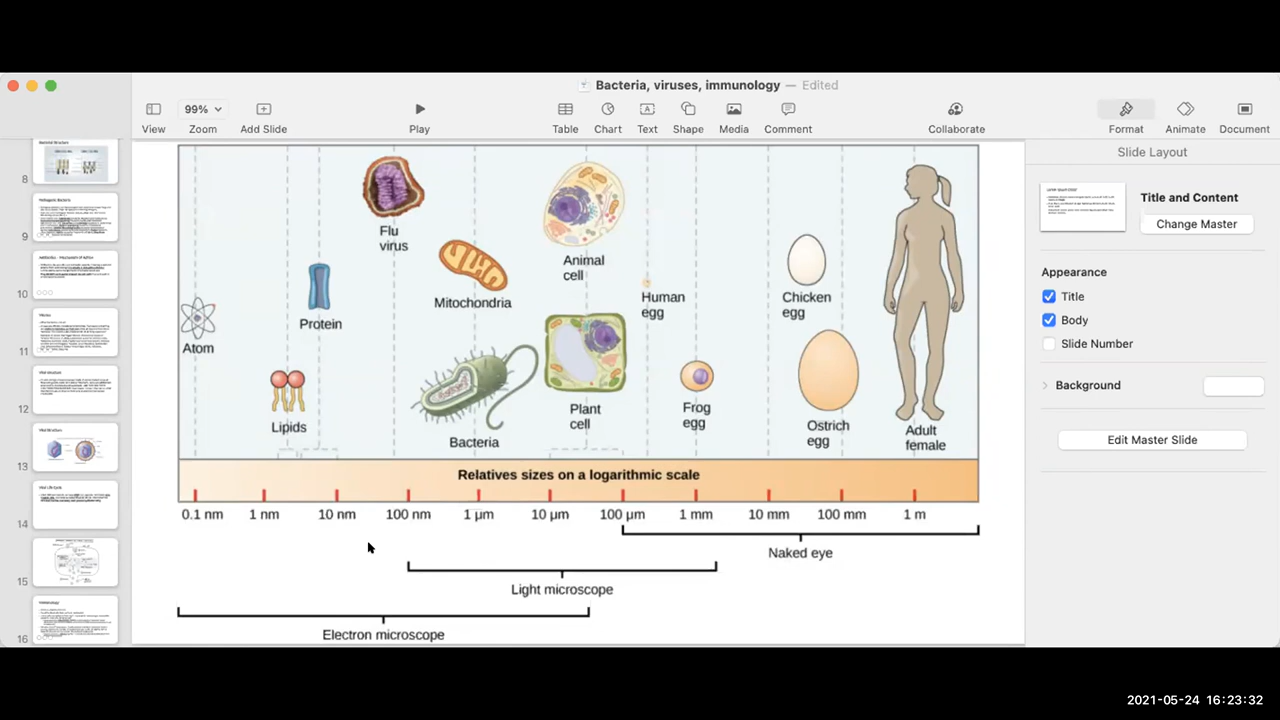 Bacteria, viruses, immunology — Edited
99%
View
Zoom
Add Slide
Play
Table
Chart
Text
Shape
Media
Comment
Collaborate
Format
Animate
Document
8
9
10
11
12
13
14
15
16
Flu
virus
Animal
cell
Mitochondria
Human
egg
Chicken
egg
Protein
Atom
Lipids
Bacteria
Plant
cell
Frog
egg
Ostrich
egg
Adult
female
Relatives sizes on a logarithmic scale
0.1 nm 1 nm 10 nm 100 nm 1 µm 10 µm 100 µm 1 mm 10 mm 100 mm 1 m
Naked eye
Light microscope
Electron microscope
Slide Layout
Title and Content
Change Master
Appearance
Title
Body
Slide Number
Background
Edit Master Slide
2021-05-24 16:23:32